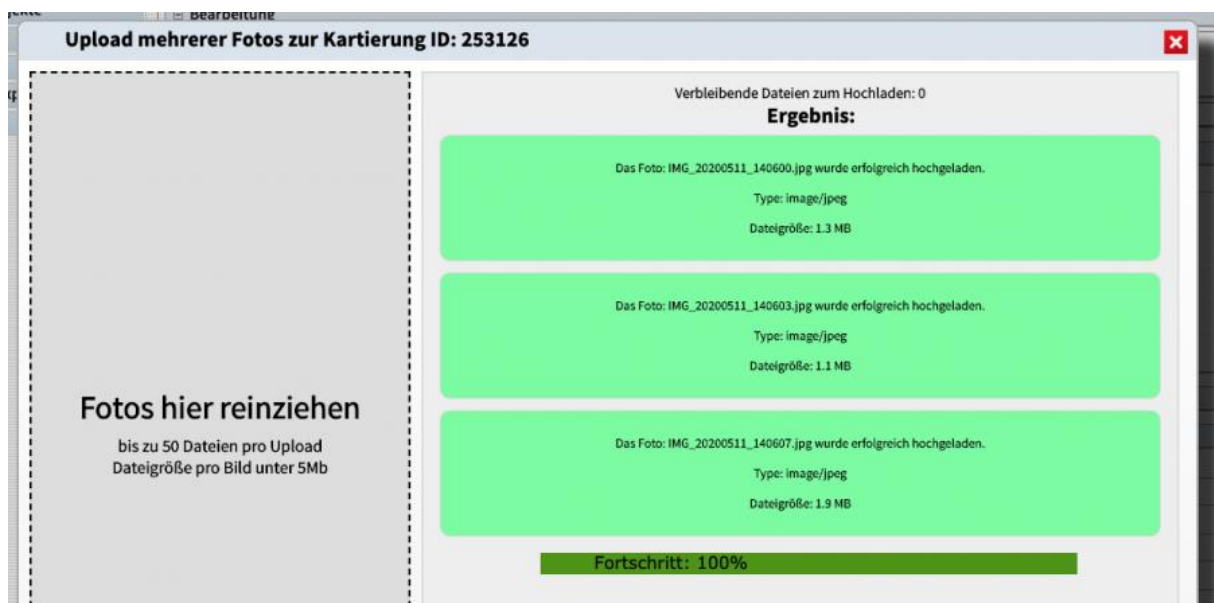 Bearbeitung
Upload mehrerer Fotos zur Kartierung ID: 253126
Fotos hier reinziehen
bis zu 50 Dateien pro Upload
Dateigröße pro Bild unter 5Mb
Verbleibende Dateien zum Hochladen: 0
Ergebnis:
Das Foto: IMG_20200511_140600.jpg wurde erfolgreich hochgeladen.
Type: image/jpeg
Dateigröße: 1.3 MB
Das Foto: IMG_20200511_140603.jpg wurde erfolgreich hochgeladen.
Type: image/jpeg
Dateigröße: 1.1 MB
Das Foto: IMG_20200511_140607.jpg wurde erfolgreich hochgeladen.
Type: image/jpeg
Dateigröße: 1.9 MB
Fortschritt: 100%